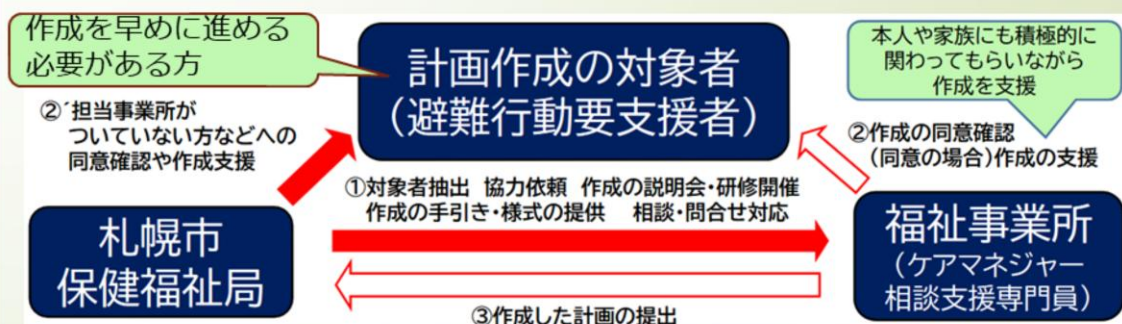 作成を早めに進める
必要がある方
計画作成の対象者
（避難行動要支援者）
本人や家族にも積極的に
関わってもらいながら
作成を支援
②´担当事業所が
ついていない方などへの
同意確認や作成支援
②作成の同意確認
（同意の場合）作成の支援
①対象者抽出　協力依頼　作成の説明会・研修開催
作成の手引き・様式の提供　相談・問合せ対応
札幌市
保健福祉局
福祉事業所
（ケアマネジャー
相談支援専門員）
③作成した計画の提出